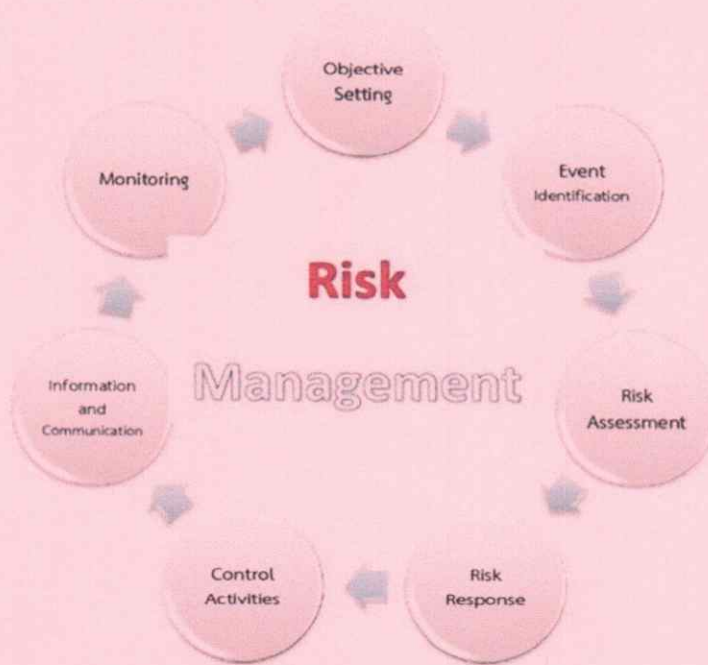 Objective
Setting
Event
Identification
Risk
Assessment
Risk
Response
Control
Activities
Information
and
Communication
Monitoring
Risk
Management